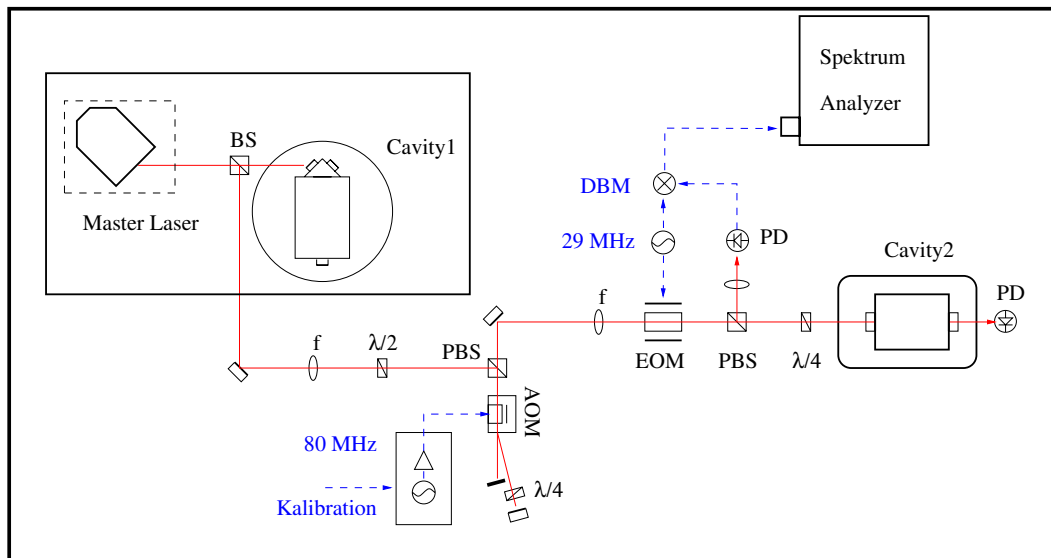 Spektrum
Analyzer
BS
Cavity1
Master Laser
DBM
29 MHz
PD
Cavity2
PD
f
EOM
PBS
λ/4
f
λ/2
PBS
AOM
80 MHz
Kalibration
λ/4